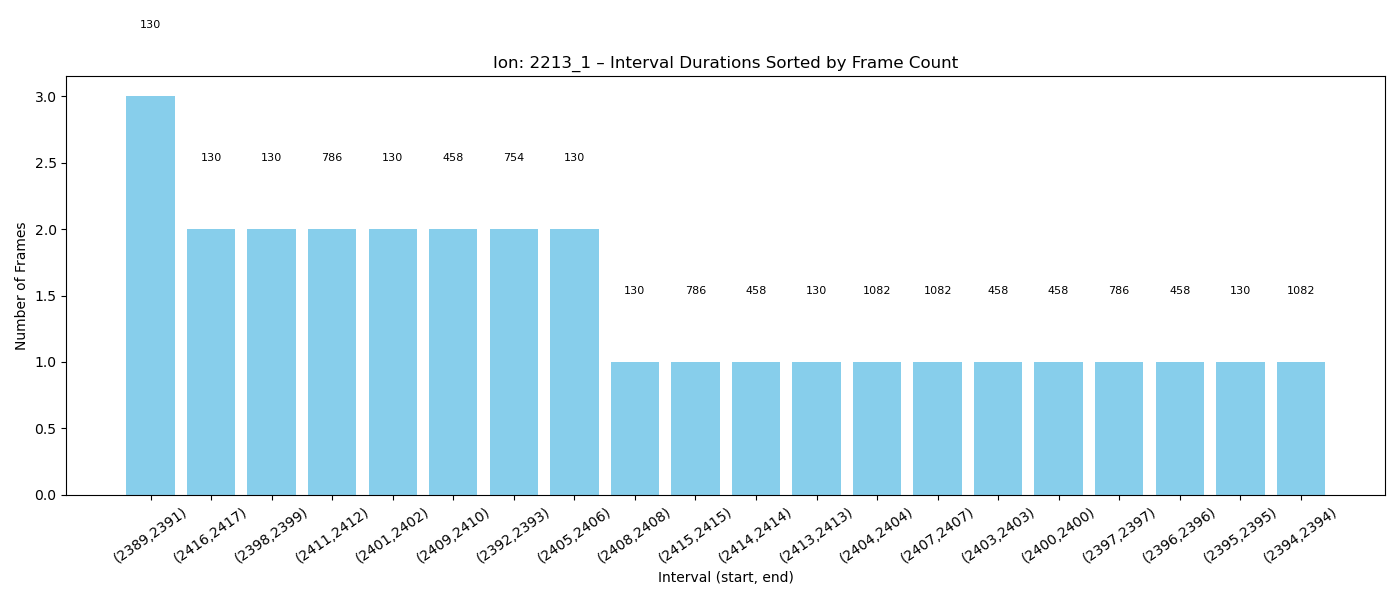 130
Ion: 2213_1 – Interval Durations Sorted by Frame Count
3.0
130 130 786 130 458 754 130
2.5
2.0
130 786 458 130 1082 1082 458 458 786 458 130 1082
1.5
1.0
0.5
0.0
Number of Frames
(2389,2391) (2416,2417) (2398,2399) (2411,2412) (2401,2402) (2409,2410) (2392,2393) (2405,2406) (2408,2408) (2415,2415) (2414,2414) (2413,2413) (2404,2404) (2407,2407) (2403,2403) (2400,2400) (2397,2397) (2396,2396) (2395,2395) (2394,2394)
Interval (start, end)